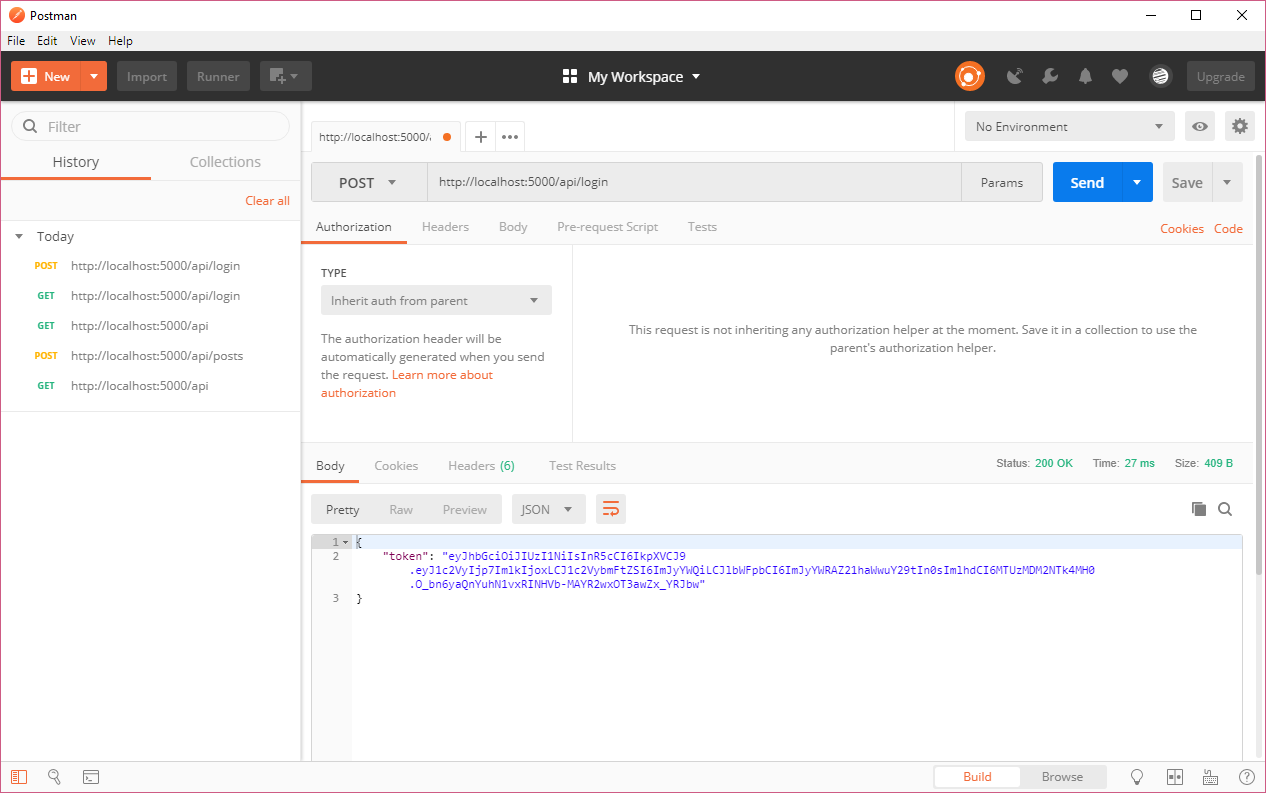 Postman
File Edit View Help
New Import Runner My Workspace Upgrade
Filter
History Collections
Clear all
Today
POST http://localhost:5000/api/login
GET http://localhost:5000/api/login
GET http://localhost:5000/api
POST http://localhost:5000/api/posts
GET http://localhost:5000/api
http://localhost:5000/a
No Environment
POST http://localhost:5000/api/login Params Send Save
Authorization Headers Body Pre-request Script Tests Cookies Code
TYPE
Inherit auth from parent
The authorization header will be
automatically generated when you send
the request. Learn more about
authorization
This request is not inheriting any authorization helper at the moment. Save it in a collection to use the
parent's authorization helper.
Body Cookies Headers (6) Test Results Status: 200 OK Time: 27 ms Size: 409 B
Pretty Raw Preview JSON
1 {
2 "token": "eyJhbGciOiJIUzI1NiIsInR5cCI6IkpXVCJ9
.eyJ1c2VyIjp7ImlkIjoxLCJ1c2VybmFtZSI6ImJyYWQiLCJlbWFpbCI6ImJyYWRAZ21haWwuY29tIn0sImlhdCI6MTUzMDM2NTk4MH0
.O_bn6yaQnYuhN1vxRINHVb-MAYR2wxOT3awZx_YRJbw"
3 }
Build Browse